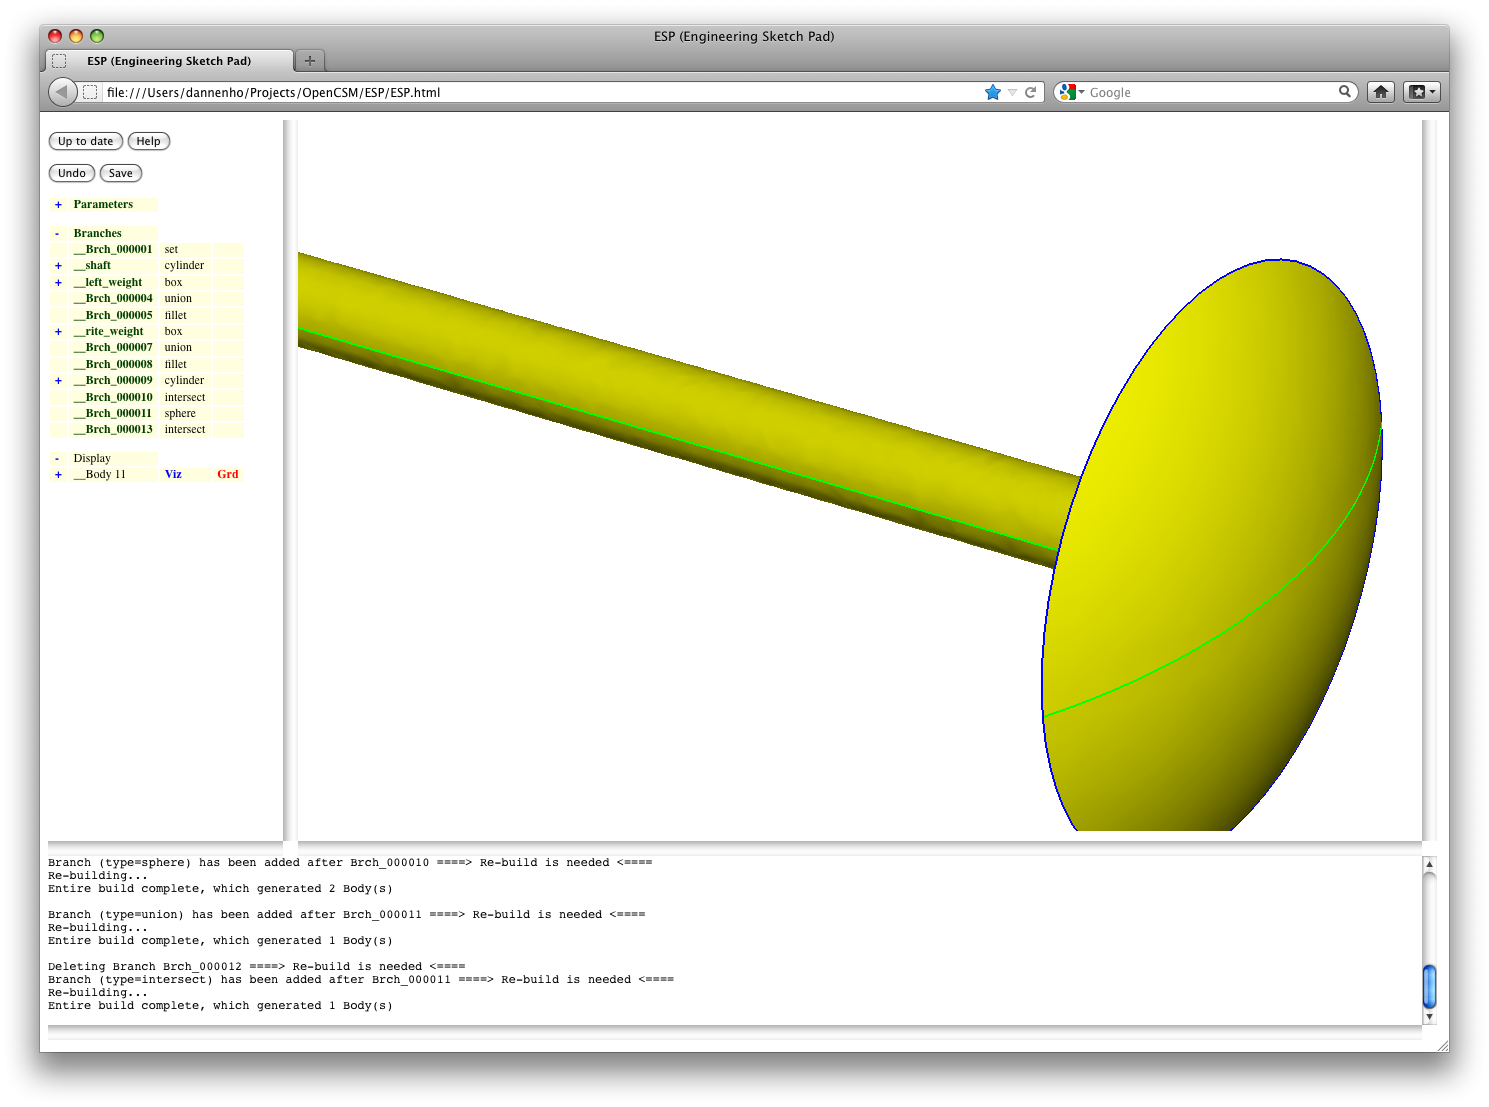 ESP (Engineering Sketch Pad)
ESP (Engineering Sketch Pad) +
file:///Users/dannenho/Projects/OpenCSM/ESP/ESP.html Google
Up to date Help
Undo Save
+ Parameters
- Branches
__Brch_000001 set
+ __shaft cylinder
+ __left_weight box
__Brch_000004 union
__Brch_000005 fillet
+ __rite_weight box
__Brch_000007 union
__Brch_000008 fillet
+ __Brch_000009 cylinder
__Brch_000010 intersect
__Brch_000011 sphere
__Brch_000013 intersect
- Display
+ __Body 11 Viz Grd
Branch (type=sphere) has been added after Brch_000010 ====> Re-build is needed <====
Re-building...
Entire build complete, which generated 2 Body(s)
Branch (type=union) has been added after Brch_000011 ====> Re-build is needed <====
Re-building...
Entire build complete, which generated 1 Body(s)
Deleting Branch Brch_000012 ====> Re-build is needed <====
Branch (type=intersect) has been added after Brch_000011 ====> Re-build is needed <====
Re-building...
Entire build complete, which generated 1 Body(s)